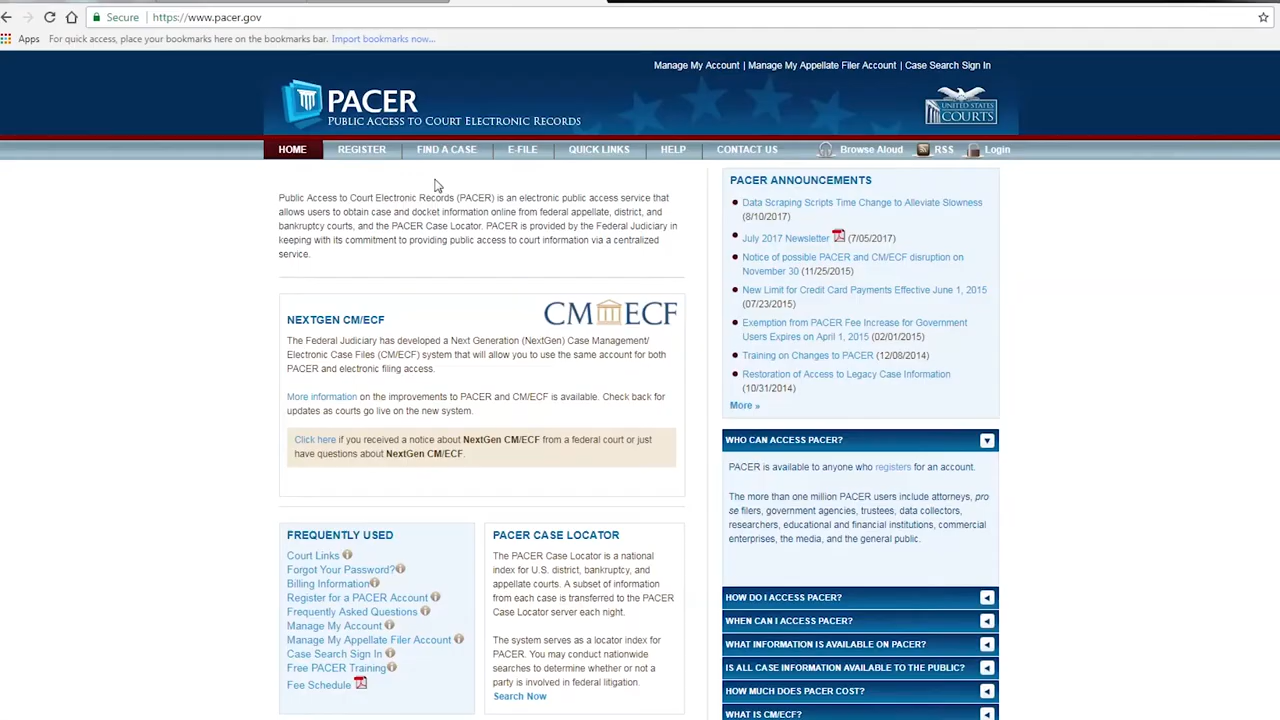 Secure | https://www.pacer.gov
Apps For quick access, place your bookmarks here on the bookmarks bar. Import bookmarks now...
Manage My Account | Manage My Appellate Filer Account | Case Search Sign In
PACER
PUBLIC ACCESS TO COURT ELECTRONIC RECORDS
UNITED STATES
COURTS
HOME REGISTER FIND A CASE E-FILE QUICK LINKS HELP CONTACT US Browse Aloud RSS Login
Public Access to Court Electronic Records (PACER) is an electronic public access service that
allows users to obtain case and docket information online from federal appellate, district, and
bankruptcy courts, and the PACER Case Locator. PACER is provided by the Federal Judiciary in
keeping with its commitment to providing public access to court information via a centralized
service.
CM ECF
NEXTGEN CM/ECF
The Federal Judiciary has developed a Next Generation (NextGen) Case Management/
Electronic Case Files (CM/ECF) system that will allow you to use the same account for both
PACER and electronic filing access.
More information on the improvements to PACER and CM/ECF is available. Check back for
updates as courts go live on the new system.
Click here if you received a notice about NextGen CM/ECF from a federal court or just
have questions about NextGen CM/ECF.
FREQUENTLY USED
Court Links
Forgot Your Password?
Billing Information
Register for a PACER Account
Frequently Asked Questions
Manage My Account
Manage My Appellate Filer Account
Case Search Sign In
Free PACER Training
Fee Schedule
PACER CASE LOCATOR
The PACER Case Locator is a national
index for U.S. district, bankruptcy, and
appellate courts. A subset of information
from each case is transferred to the PACER
Case Locator server each night.
The system serves as a locator index for
PACER. You may conduct nationwide
searches to determine whether or not a
party is involved in federal litigation.
Search Now
PACER ANNOUNCEMENTS
Data Scraping Scripts Time Change to Alleviate Slowness
(8/10/2017)
July 2017 Newsletter (7/05/2017)
Notice of possible PACER and CM/ECF disruption on
November 30 (11/25/2015)
New Limit for Credit Card Payments Effective June 1, 2015
(07/23/2015)
Exemption from PACER Fee Increase for Government
Users Expires on April 1, 2015 (02/01/2015)
Training on Changes to PACER (12/08/2014)
Restoration of Access to Legacy Case Information
(10/31/2014)
More »
WHO CAN ACCESS PACER?
PACER is available to anyone who registers for an account.
The more than one million PACER users include attorneys, pro
se filers, government agencies, trustees, data collectors,
researchers, educational and financial institutions, commercial
enterprises, the media, and the general public.
HOW DO I ACCESS PACER?
WHEN CAN I ACCESS PACER?
WHAT INFORMATION IS AVAILABLE ON PACER?
IS ALL CASE INFORMATION AVAILABLE TO THE PUBLIC?
HOW MUCH DOES PACER COST?
WHAT IS CM/ECF?